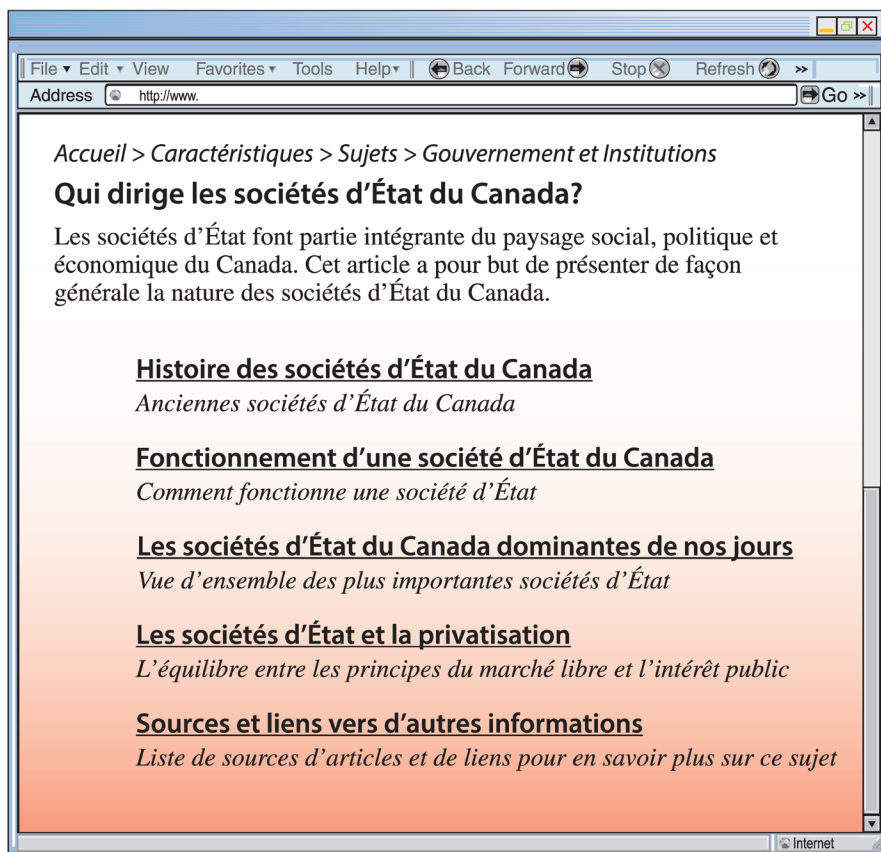 File Edit View Favorites Tools Help Back Forward Stop Refresh »
Address http://www. Go »
Accueil > Caractéristiques > Sujets > Gouvernement et Institutions
Qui dirige les sociétés d'État du Canada?
Les sociétés d'État font partie intégrante du paysage social, politique et
économique du Canada. Cet article a pour but de présenter de façon
générale la nature des sociétés d'État du Canada.
Histoire des sociétés d'État du Canada
Anciennes sociétés d'État du Canada
Fonctionnement d'une société d'État du Canada
Comment fonctionne une société d'État
Les sociétés d'État du Canada dominantes de nos jours
Vue d'ensemble des plus importantes sociétés d'État
Les sociétés d'État et la privatisation
L'équilibre entre les principes du marché libre et l'intérêt public
Sources et liens vers d'autres informations
Liste de sources d'articles et de liens pour en savoir plus sur ce sujet
Internet